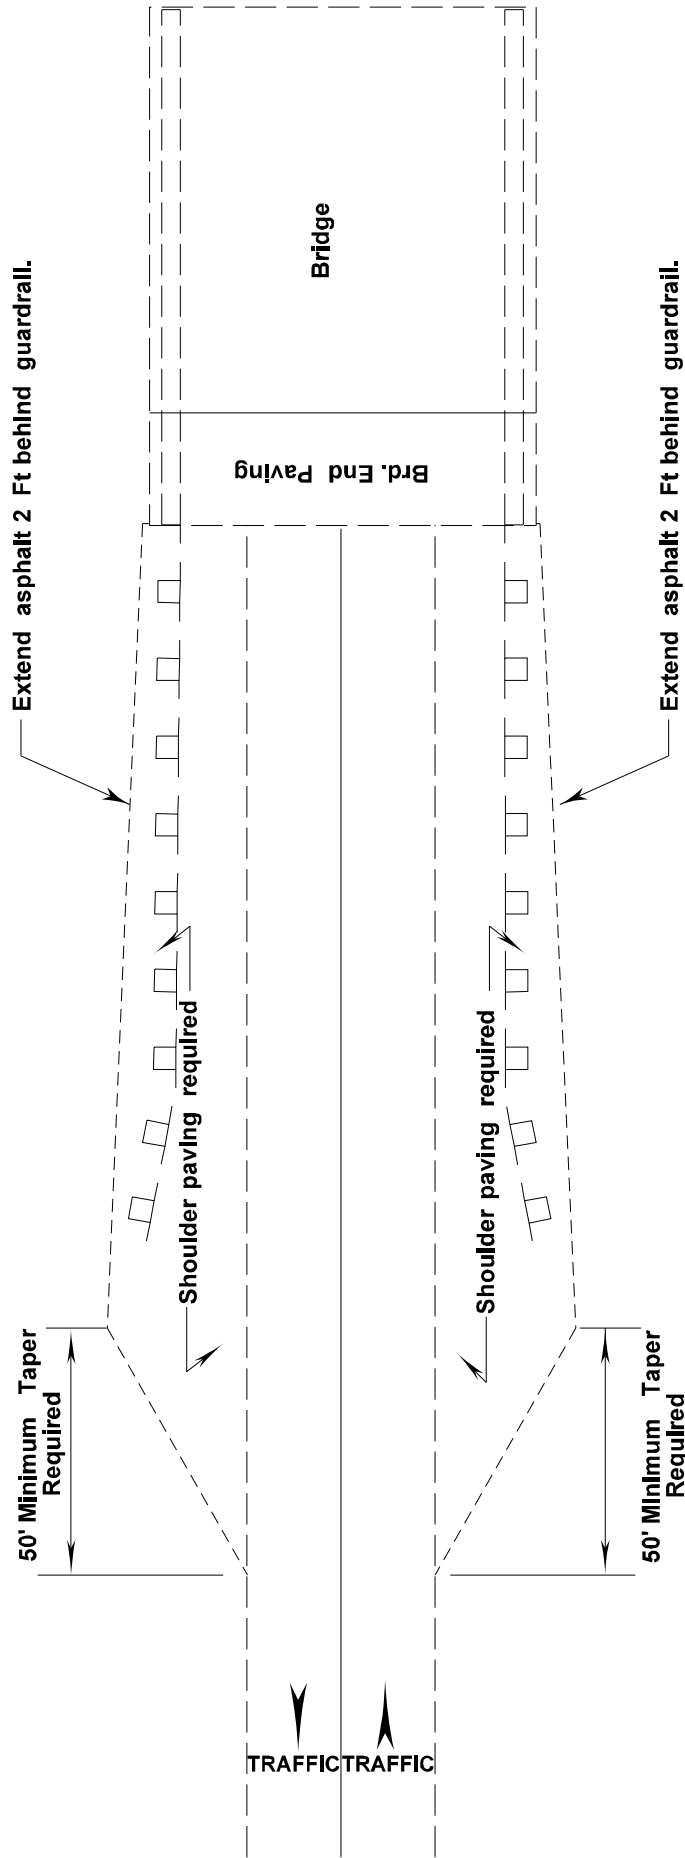 Bridge
Extend asphalt 2 Ft behind guardrail.
Extend asphalt 2 Ft behind guardrail.
Brd. End Paving
Shoulder paving required
Shoulder paving required
50' Minimum Taper
Required
50' Minimum Taper
Required
TRAFFIC
TRAFFIC